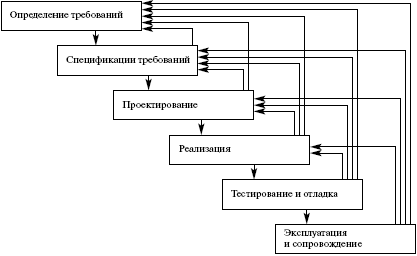 Определение требований
Спецификации требований
Проектирование
Реализация
Тестирование и отладка
Эксплуатация
и сопровождение